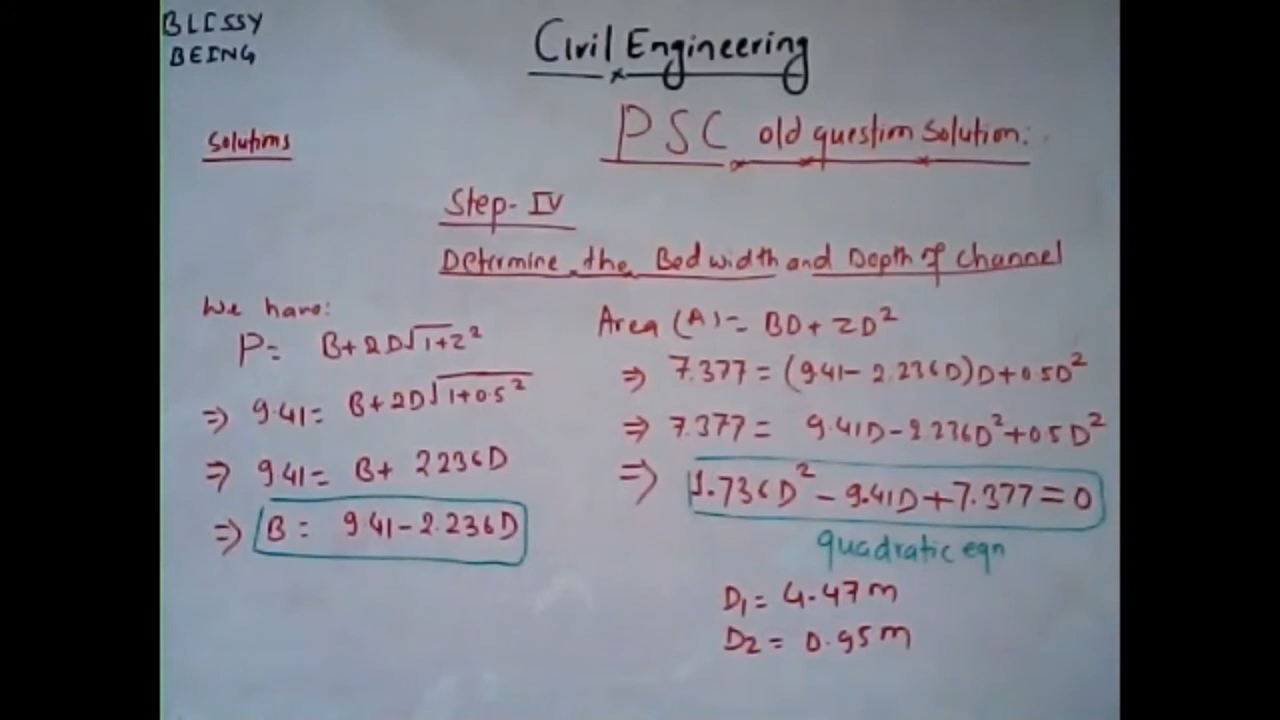 BLESSY
BEING
Civil Engineering
PSC old question solution:
Solutions
Step-IV
Determine the Bed width and Depth of channel
We have:
P= B+2D√1+Z²
⇒ 9.41= B+2D√1+0.5²
⇒ 9.41= B+ 2.236D
⇒ B= 9.41-2.236D
Area (A)= BD+ZD²
⇒ 7.377=(9.41-2.236D)D+0.5D²
⇒ 7.377= 9.41D-2.236D²+0.5D²
⇒ 1.736D²-9.41D+7.377=0
quadratic eqn
D₁= 4.47m
D₂= 0.95m